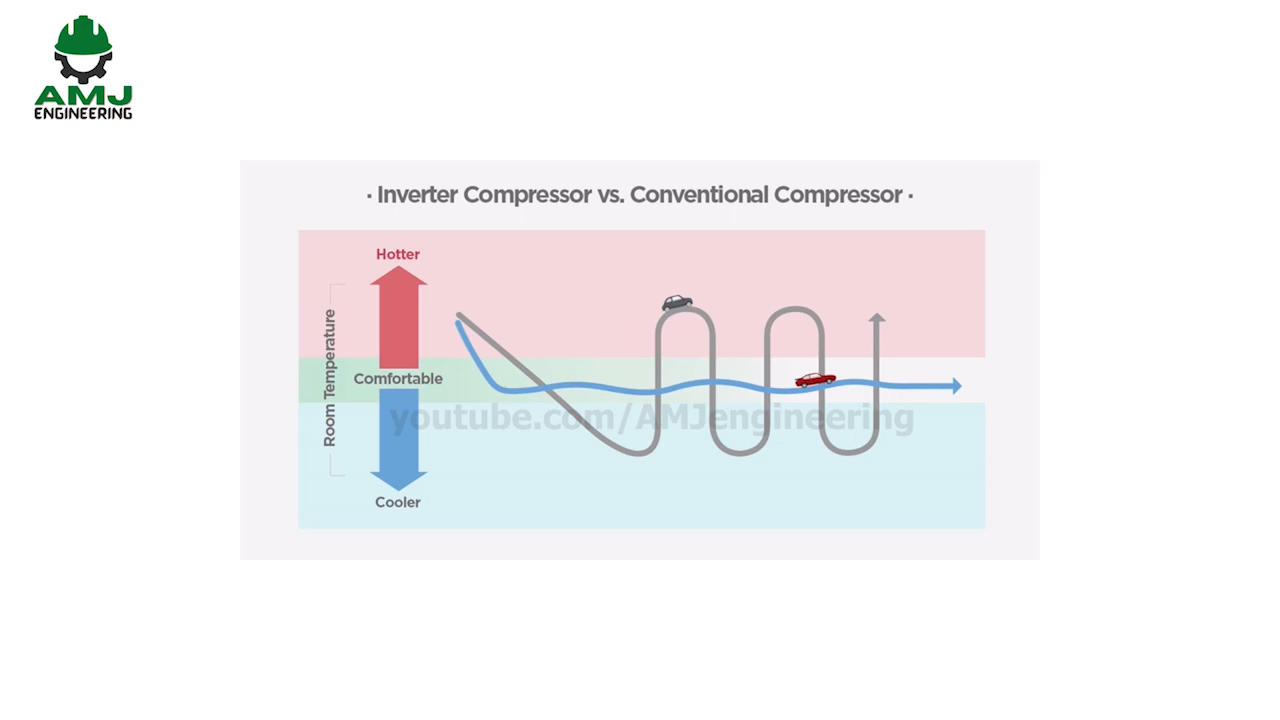 AMJ
ENGINEERING
· Inverter Compressor vs. Conventional Compressor ·
Hotter
Room Temperature
Comfortable
youtube.com/AMJengineering
Cooler